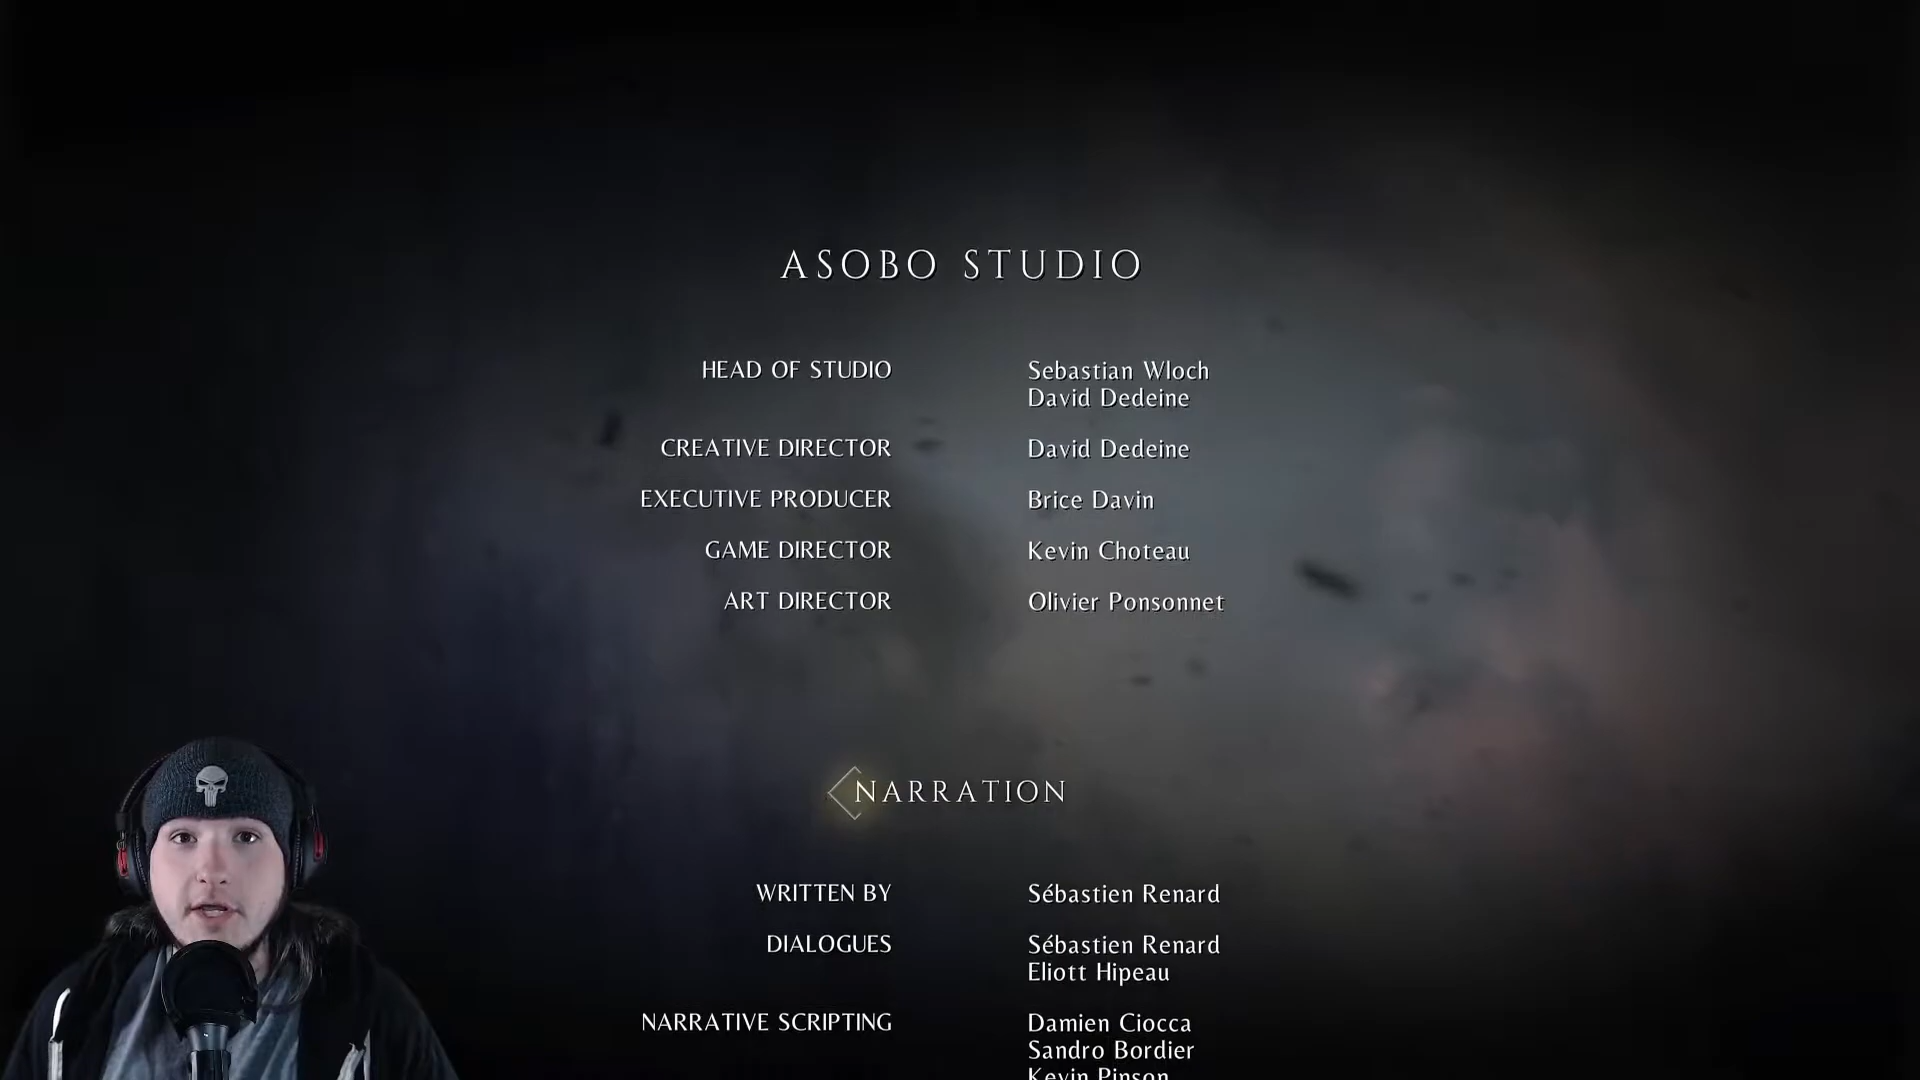 ASOBO STUDIO
HEAD OF STUDIO Sebastian Wloch
David Dedeine
CREATIVE DIRECTOR David Dedeine
EXECUTIVE PRODUCER Brice Davin
GAME DIRECTOR Kevin Choteau
ART DIRECTOR Olivier Ponsonnet
NARRATION
WRITTEN BY Sébastien Renard
DIALOGUES Sébastien Renard
Eliott Hipeau
NARRATIVE SCRIPTING Damien Ciocca
Sandro Bordier
Kevin Pinson